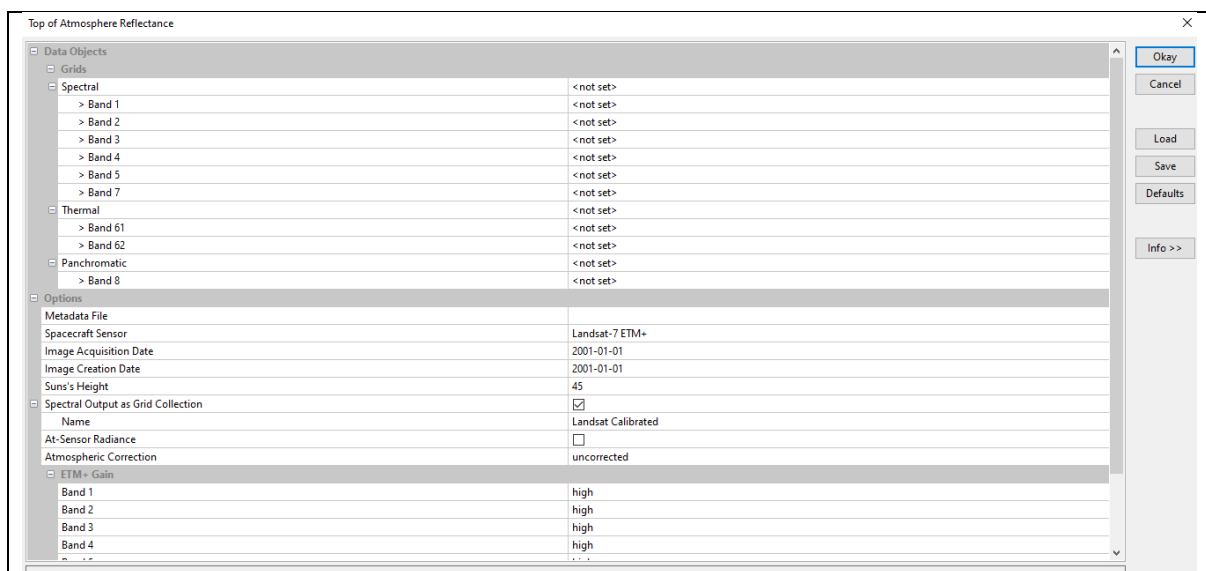 Top of Atmosphere Reflectance
Data Objects
Grids
Spectral <not set>
> Band 1 <not set>
> Band 2 <not set>
> Band 3 <not set>
> Band 4 <not set>
> Band 5 <not set>
> Band 7 <not set>
Thermal <not set>
> Band 61 <not set>
> Band 62 <not set>
Panchromatic <not set>
> Band 8 <not set>
Options
Metadata File
Spacecraft Sensor Landsat-7 ETM+
Image Acquisition Date 2001-01-01
Image Creation Date 2001-01-01
Suns's Height 45
Spectral Output as Grid Collection
Name Landsat Calibrated
At-Sensor Radiance
Atmospheric Correction uncorrected
ETM+ Gain
Band 1 high
Band 2 high
Band 3 high
Band 4 high
Okay
Cancel
Load
Save
Defaults
Info >>